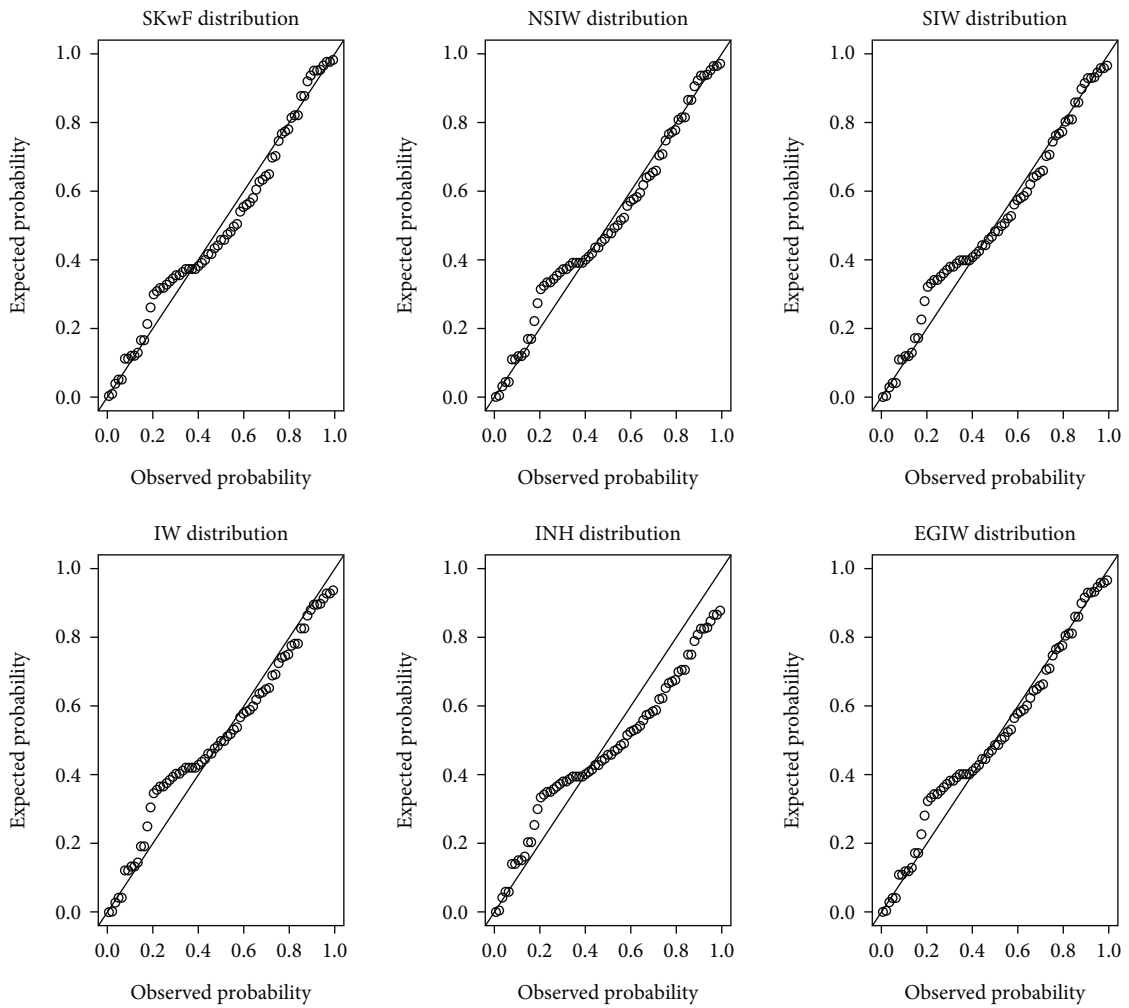 SKwF distribution
NSIW distribution
SIW distribution
1.0
0.8
0.6
0.4
0.2
0.0
Expected probability
0.0 0.2 0.4 0.6 0.8 1.0
Observed probability
1.0
0.8
0.6
0.4
0.2
0.0
Expected probability
0.0 0.2 0.4 0.6 0.8 1.0
Observed probability
1.0
0.8
0.6
0.4
0.2
0.0
Expected probability
0.0 0.2 0.4 0.6 0.8 1.0
Observed probability
IW distribution
INH distribution
EGIW distribution
1.0
0.8
0.6
0.4
0.2
0.0
Expected probability
0.0 0.2 0.4 0.6 0.8 1.0
Observed probability
1.0
0.8
0.6
0.4
0.2
0.0
Expected probability
0.0 0.2 0.4 0.6 0.8 1.0
Observed probability
1.0
0.8
0.6
0.4
0.2
0.0
Expected probability
0.0 0.2 0.4 0.6 0.8 1.0
Observed probability